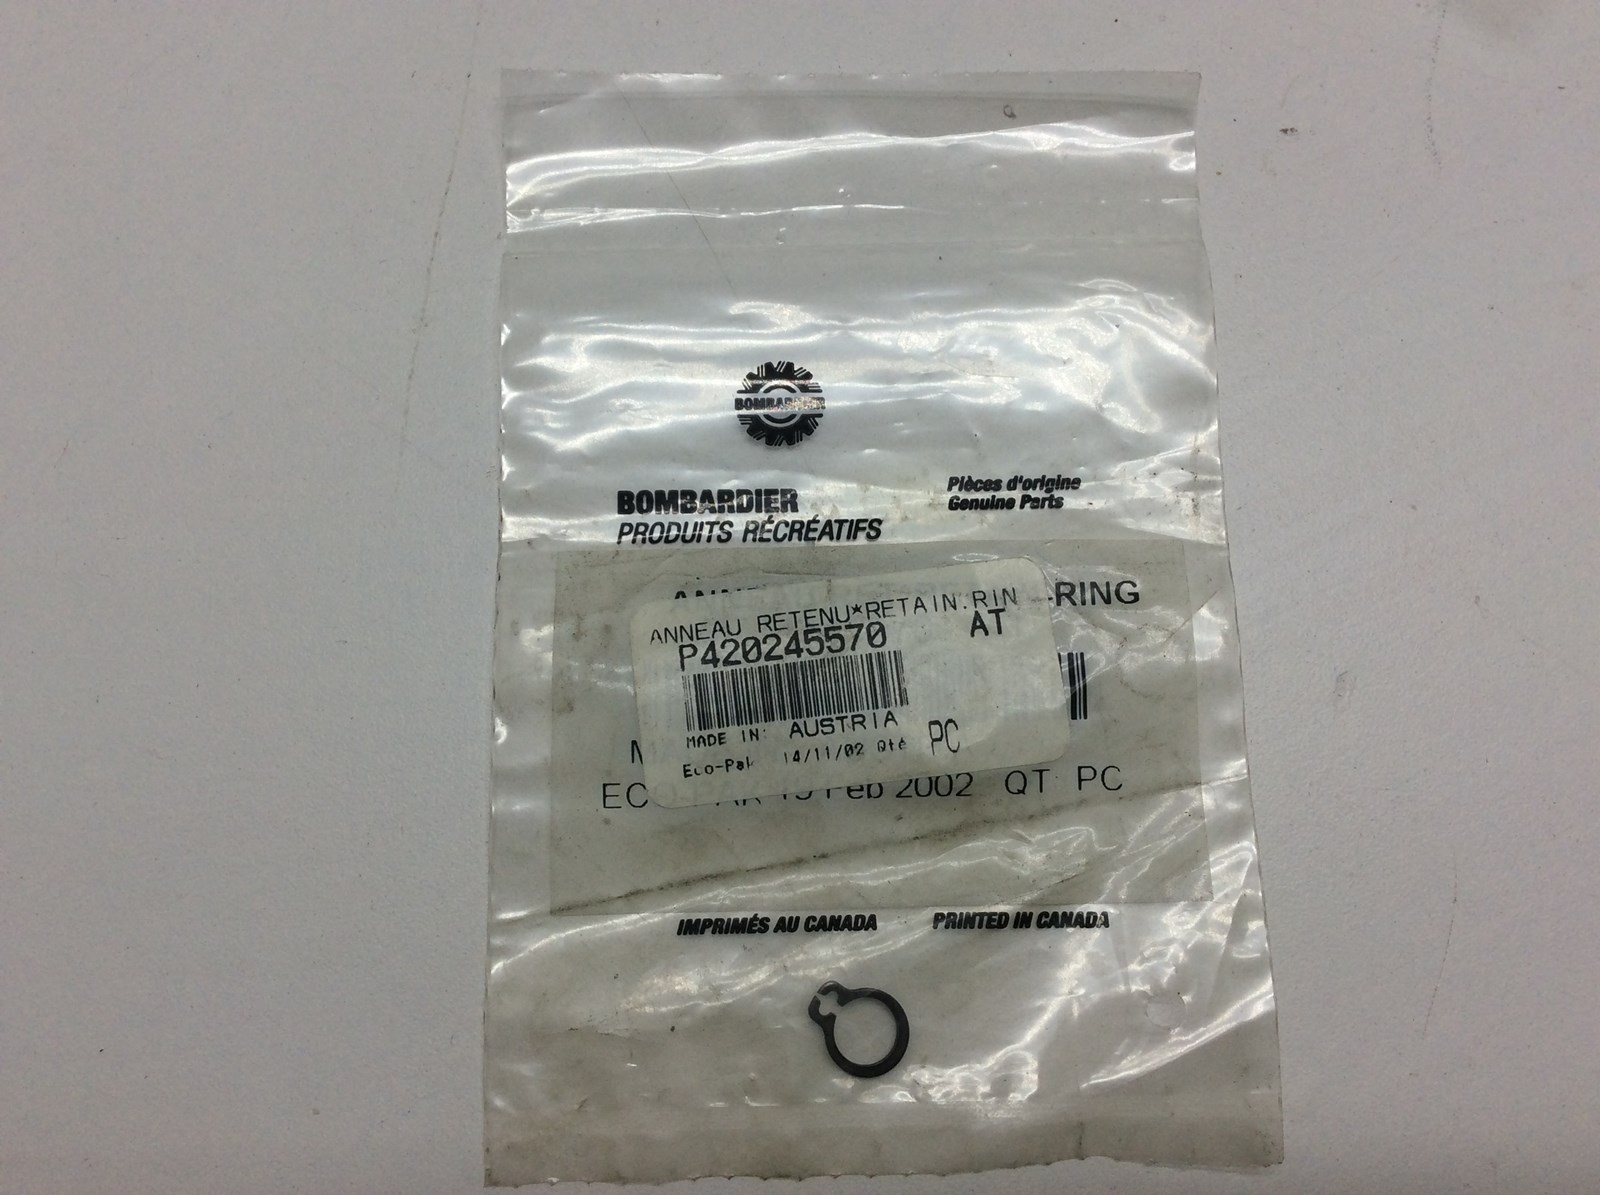 BOMBARDIER
BOMBARDIER
PRODUITS RÉCRÉATIFS
Pièces d'origine
Genuine Parts
-RING
ANNEAU RETENU*RETAIN.RIN
P420245570 AT
MADE IN: AUSTRIA
Eco-Pak 14/11/02 Qté PC
Feb 2002 QT PC
IMPRIMÉS AU CANADA
PRINTED IN CANADA